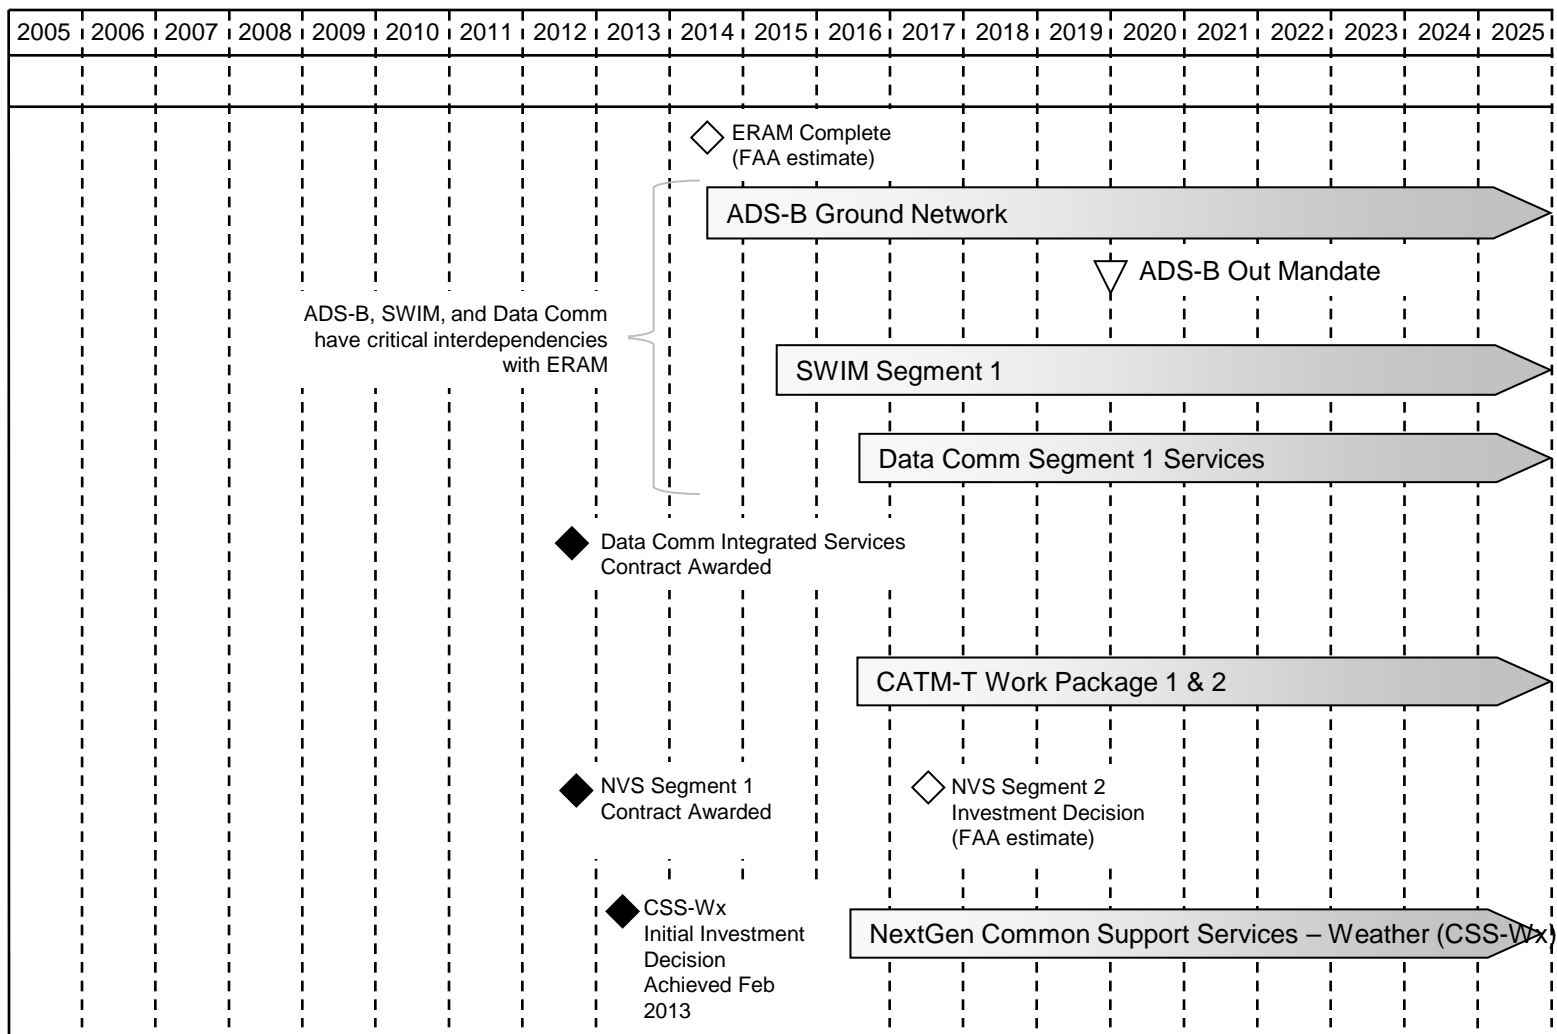 2005 2006 2007 2008 2009 2010 2011 2012 2013 2014 2015 2016 2017 2018 2019 2020 2021 2022 2023 2024 2025
ERAM Complete
(FAA estimate)
ADS-B Ground Network
ADS-B Out Mandate
ADS-B, SWIM, and Data Comm
have critical interdependencies
with ERAM
SWIM Segment 1
Data Comm Segment 1 Services
Data Comm Integrated Services
Contract Awarded
CATM-T Work Package 1 & 2
NVS Segment 1
Contract Awarded
NVS Segment 2
Investment Decision
(FAA estimate)
CSS-Wx
Initial Investment
Decision
Achieved Feb
2013
NextGen Common Support Services – Weather (CSS-Wx)